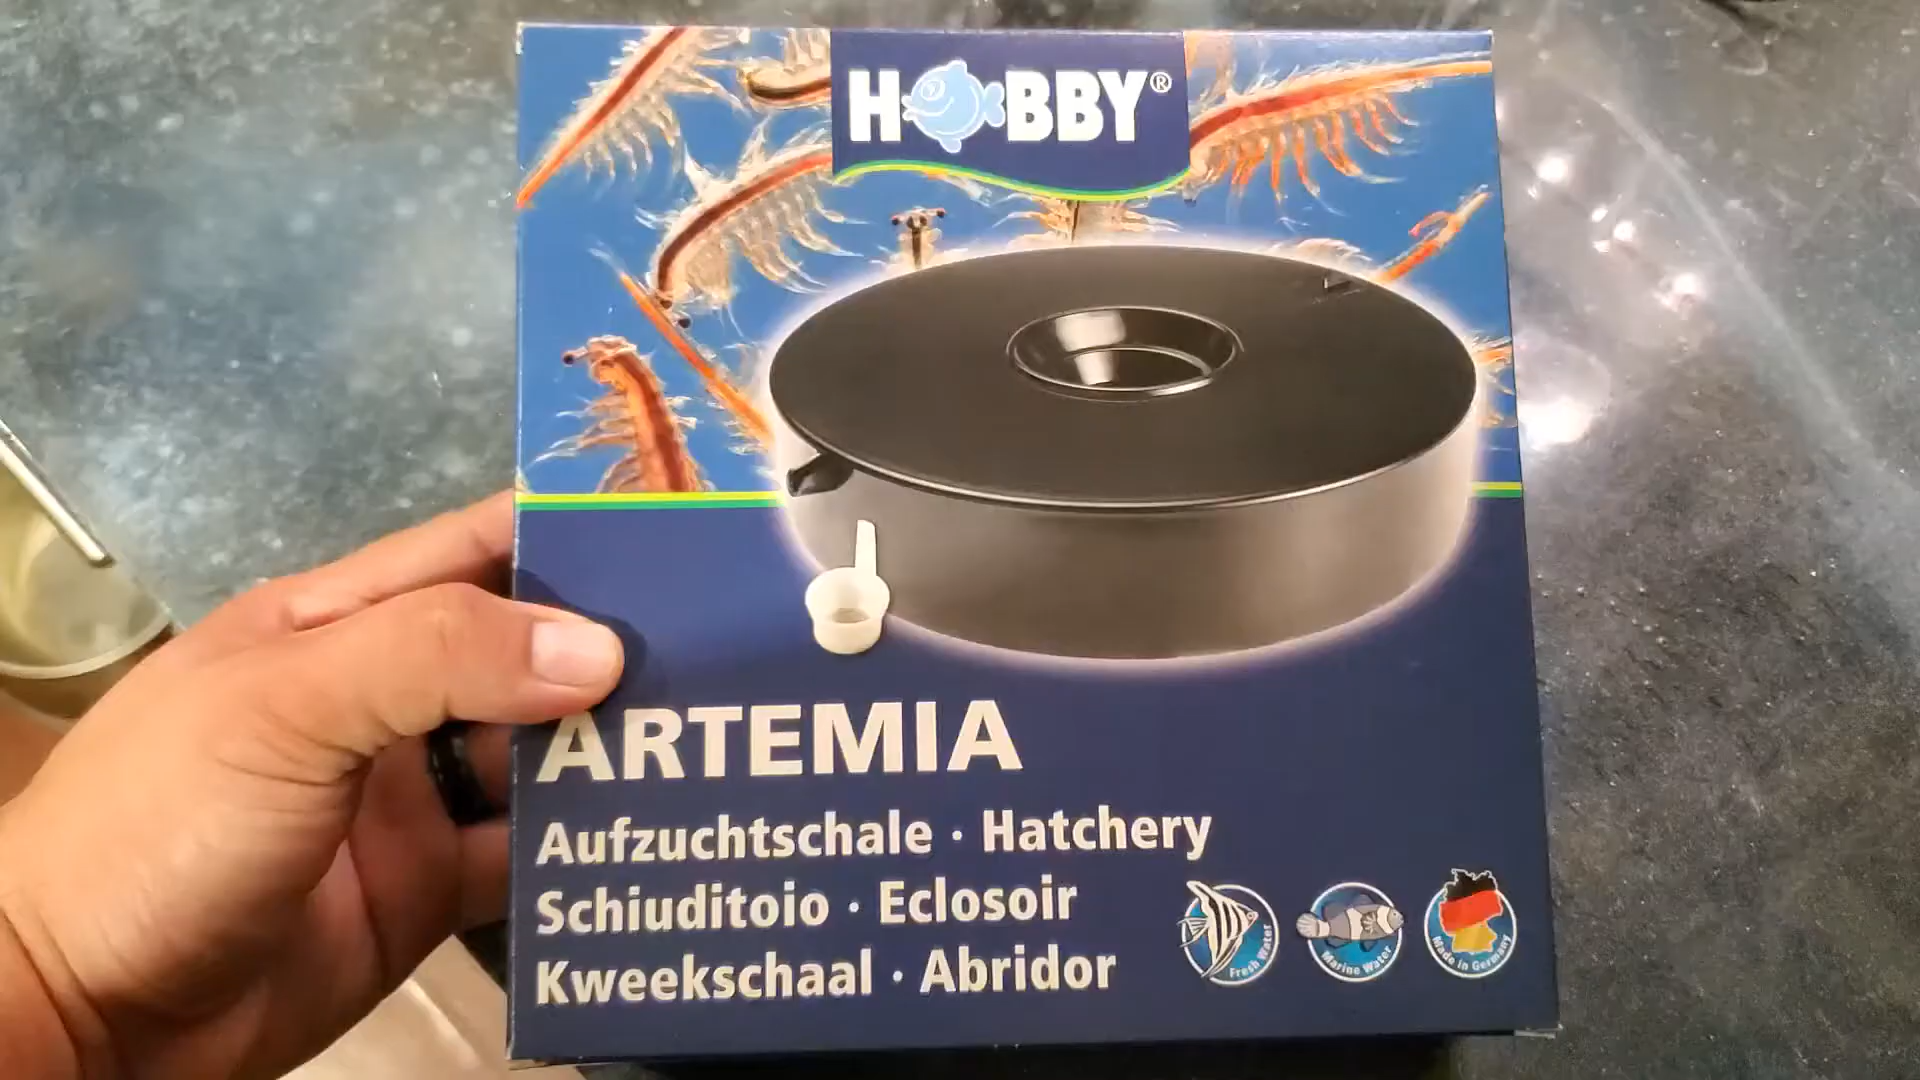 HOBBY®
ARTEMIA
Aufzuchtschale · Hatchery
Schiuditoio · Eclosoir
Kweekschaal · Abridor
Fresh Water
Marine Water
Made in Germany